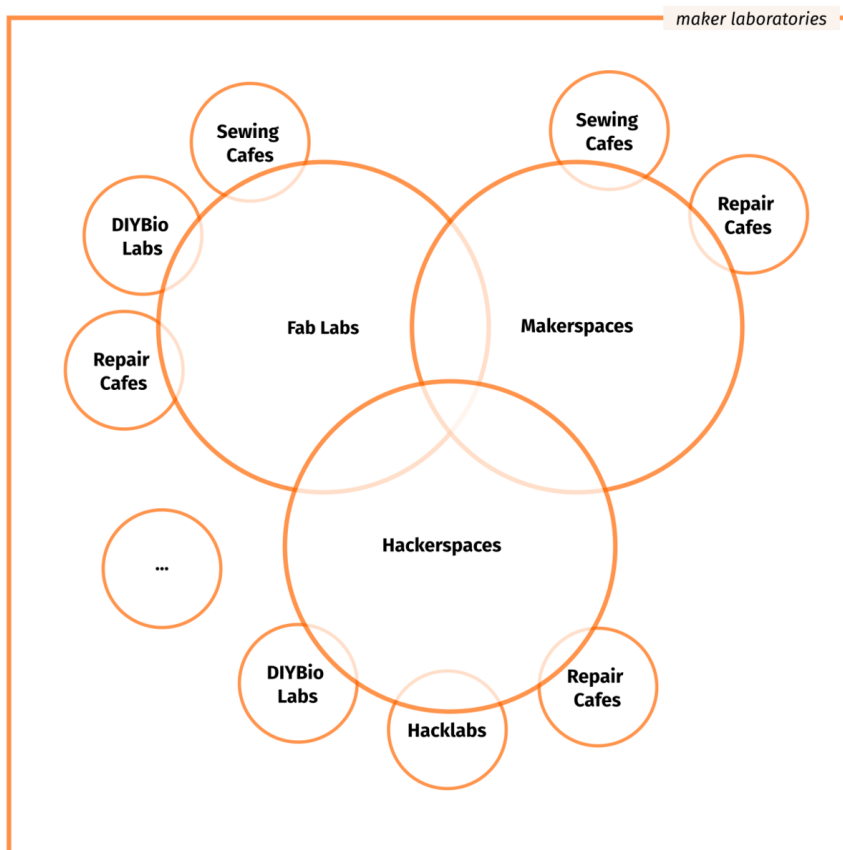 maker laboratories
Sewing
Cafes
Sewing
Cafes
DIYBio
Labs
Repair
Cafes
Fab Labs
Makerspaces
Repair
Cafes
Hackerspaces
...
DIYBio
Labs
Hacklabs
Repair
Cafes